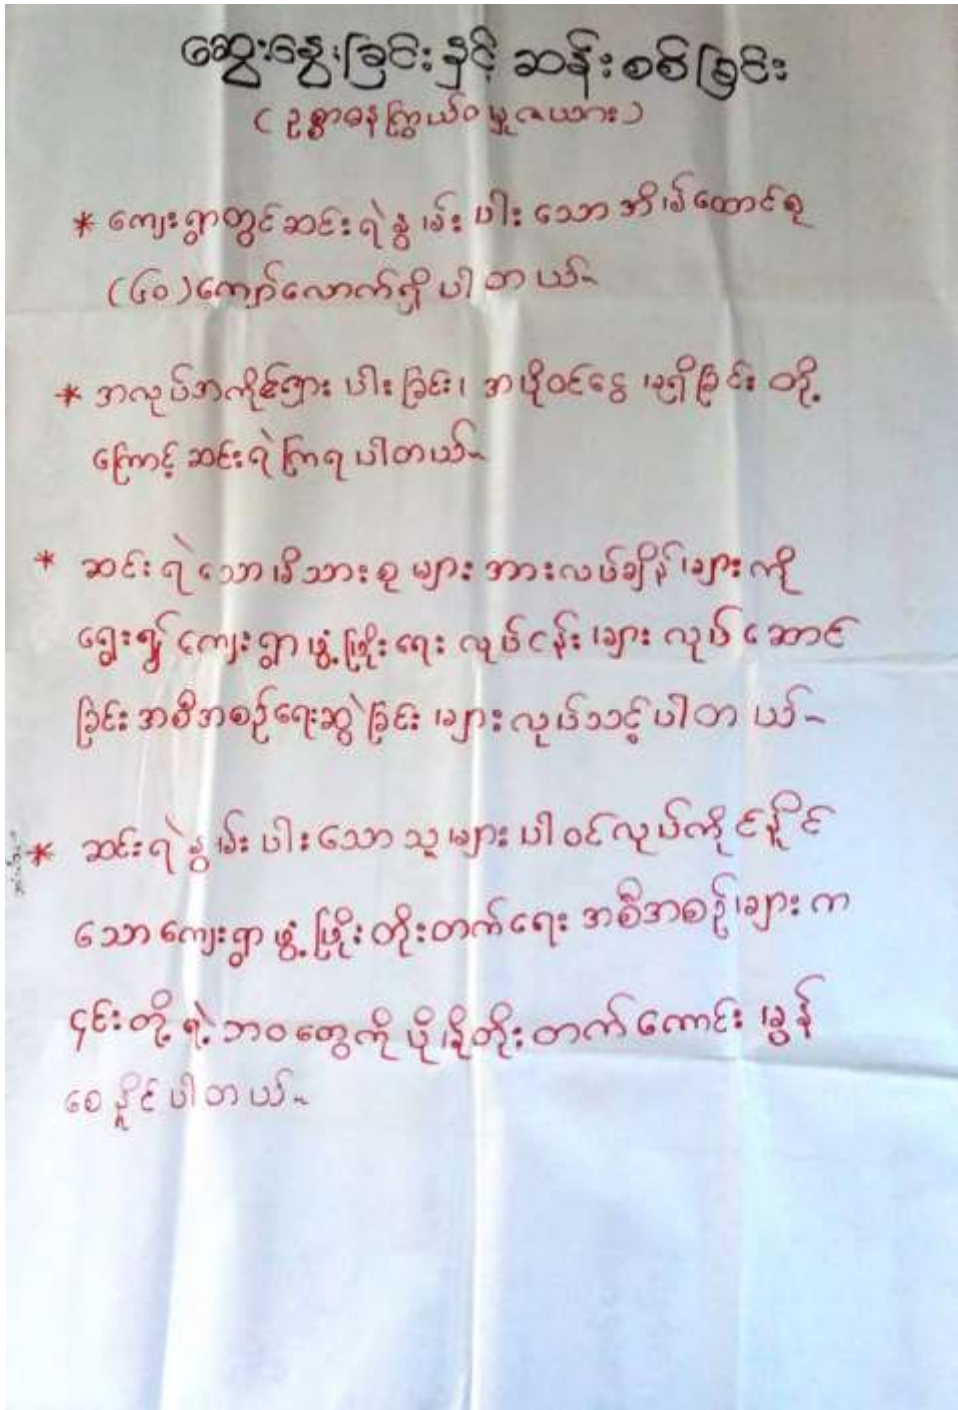 ဆွေးနွေးခြင်းနှင့် ဆန်းစစ်ခြင်း
(ဥစ္စာဓနကြွယ်ဝမှုဇယား)
* ကျေးရွာတွင်ဆင်းရဲနွမ်းပါးသောအိမ်ထောင်စု
(၆၀)ကျော်လောက်ရှိပါတယ်~
* အလုပ်အကိုင်ရှားပါးခြင်း၊ အပိုဝင်ငွေမရှိခြင်း တို့
ကြောင့်ဆင်းရဲကြရပါတယ်~
* ဆင်းရဲသောမိသားစုများအားလပ်ချိန်များကို
ရွေး၍ ကျေးရွာဖွံ့ဖြိုးရေး လုပ်ငန်းများ လုပ်ဆောင်
ခြင်းအစီအစဉ်ရေးဆွဲခြင်းများလုပ်သင့်ပါတယ်~
* ဆင်းရဲနွမ်းပါးသောသူများပါဝင်လုပ်ကိုင်နိုင်
သောကျေးရွာဖွံ့ဖြိုးတိုးတက်ရေး အစီအစဉ်များက
၄င်းတို့ရဲ့ဘဝတွေကိုပိုမိုတိုးတက်ကောင်းမွန်
စေနိုင်ပါတယ်~